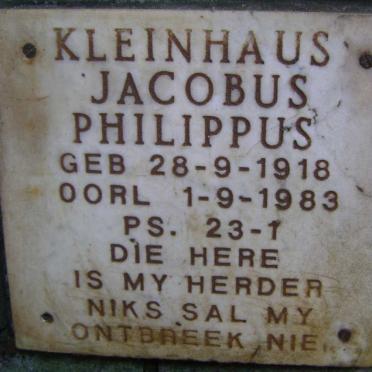 KLEINHAUS
JACOBUS
PHILIPPUS
GEB 28-9-1918
OORL 1-9-1983
PS. 23-1
DIE HERE
IS MY HERDER
NIKS SAL MY
ONTBREEK NIE.